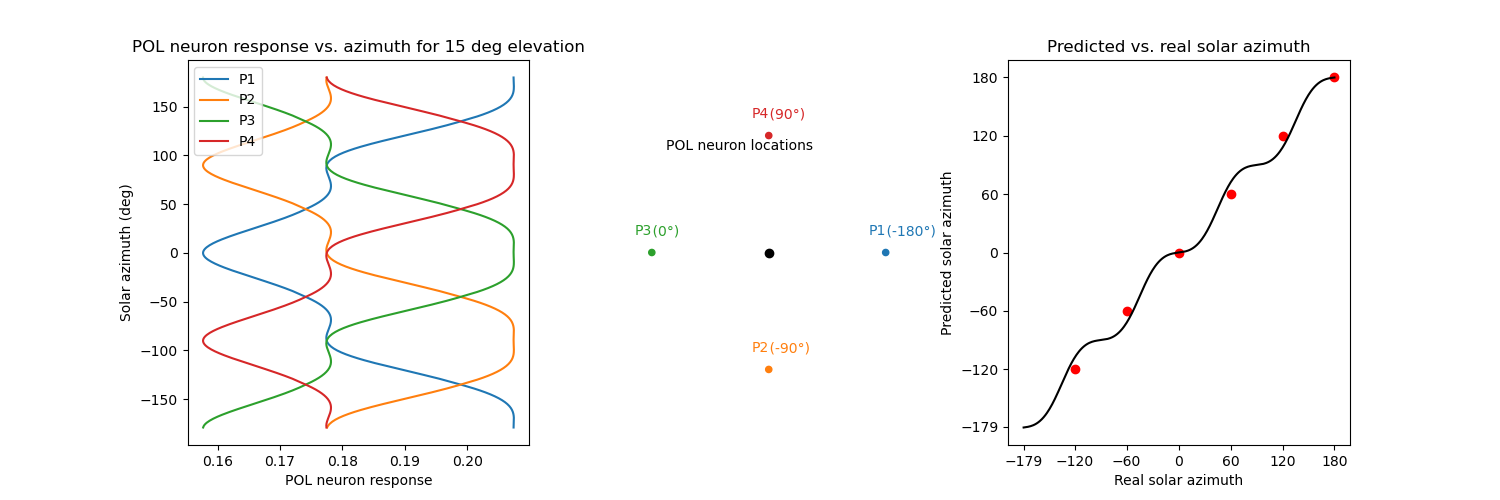 POL neuron response vs. azimuth for 15 deg elevation
P1
P2
P3
P4
150
100
50
0
−50
−100
−150
Solar azimuth (deg)
0.16 0.17 0.18 0.19 0.20
POL neuron response
P4(90°)
POL neuron locations
P3(0°)
P1(-180°)
P2(-90°)
Predicted vs. real solar azimuth
180
120
60
0
−60
−120
−179
Predicted solar azimuth
−179 −120 −60 0 60 120 180
Real solar azimuth